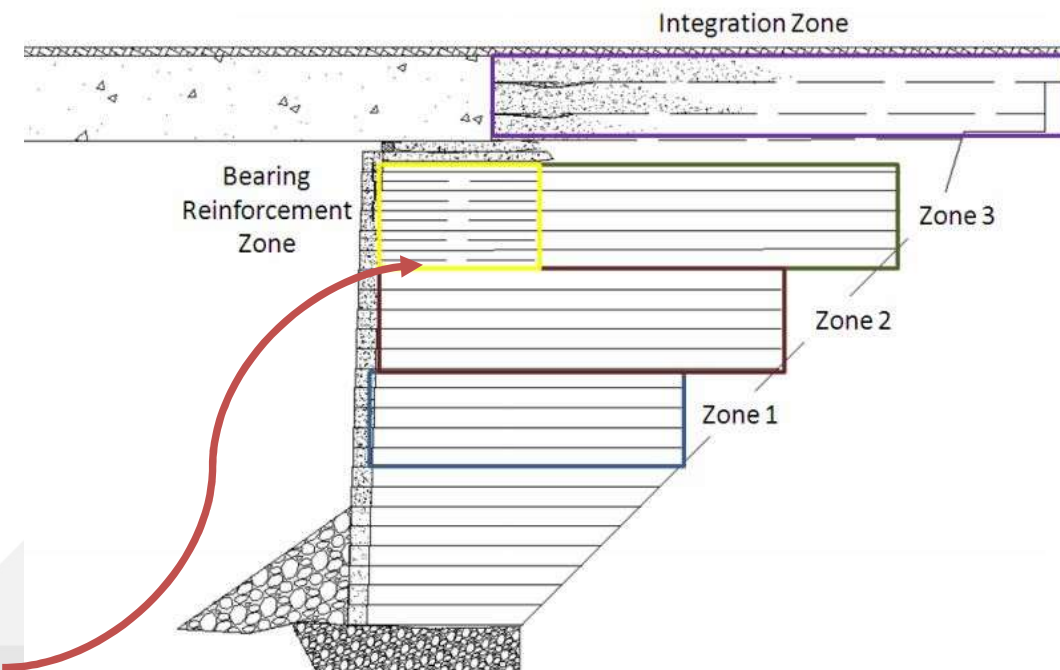 Integration Zone
Bearing
Reinforcement
Zone
Zone 3
Zone 2
Zone 1